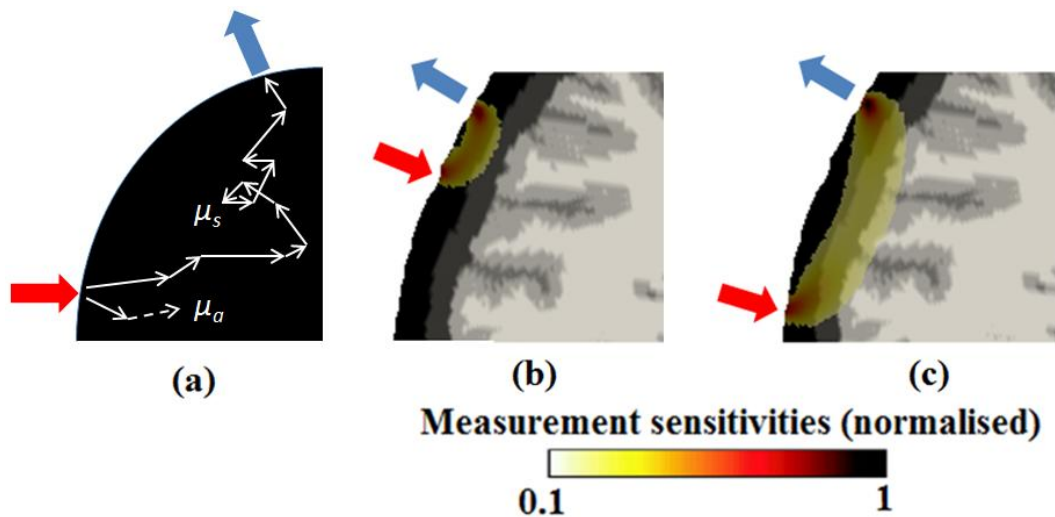 μs
μa
(a)
(b)
(c)
Measurement sensitivities (normalised)
0.1
1